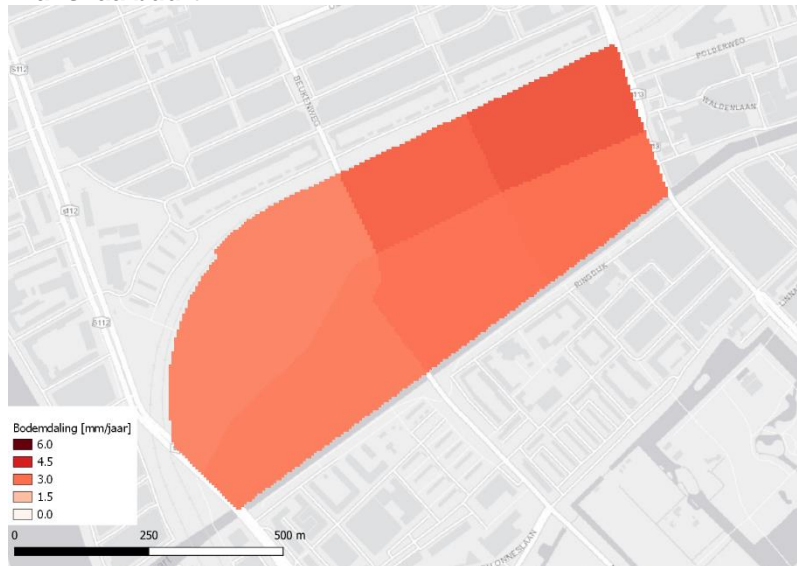 S112
BEUKENWEG
POLDERWEG
WALDENLAAN
S112
S112
RINGDIJK
Bodemdaling [mm/jaar]
6.0
4.5
3.0
1.5
0.0
0 250 500 m